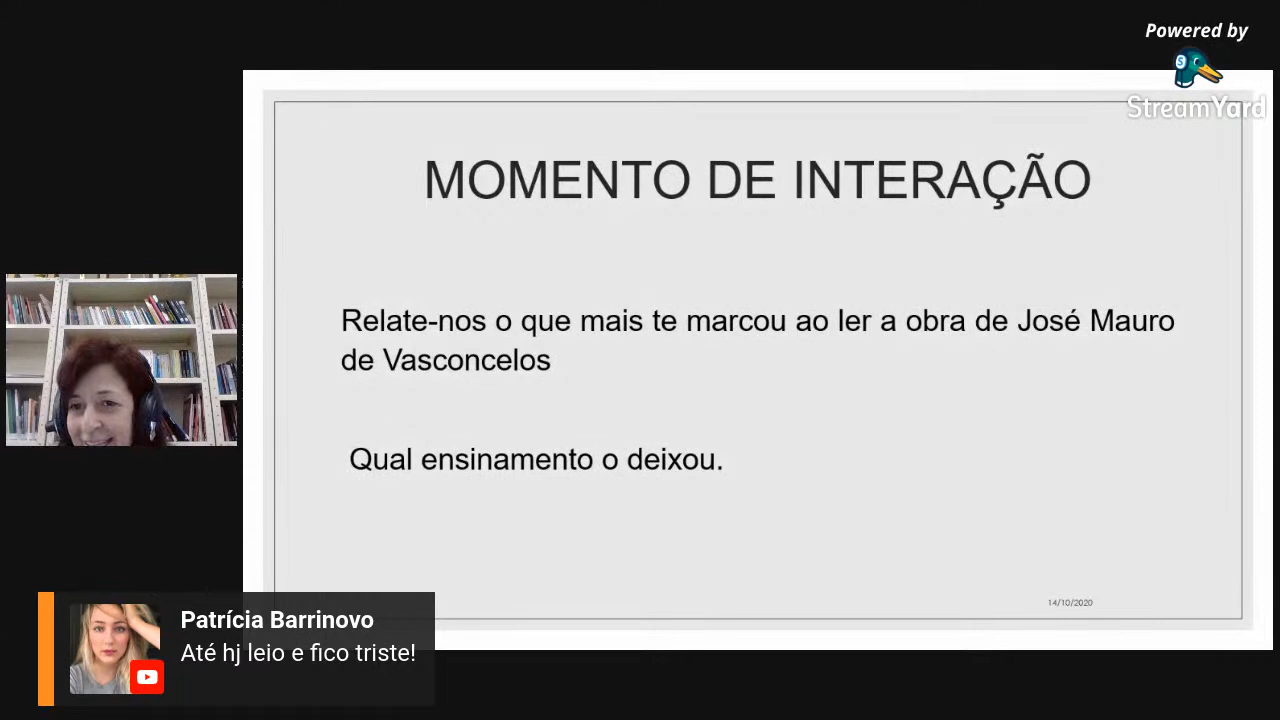 Powered by
StreamYard
MOMENTO DE INTERAÇÃO
Relate-nos o que mais te marcou ao ler a obra de José Mauro
de Vasconcelos
Qual ensinamento o deixou.
14/10/2020
Patrícia Barrinovo
Até hj leio e fico triste!